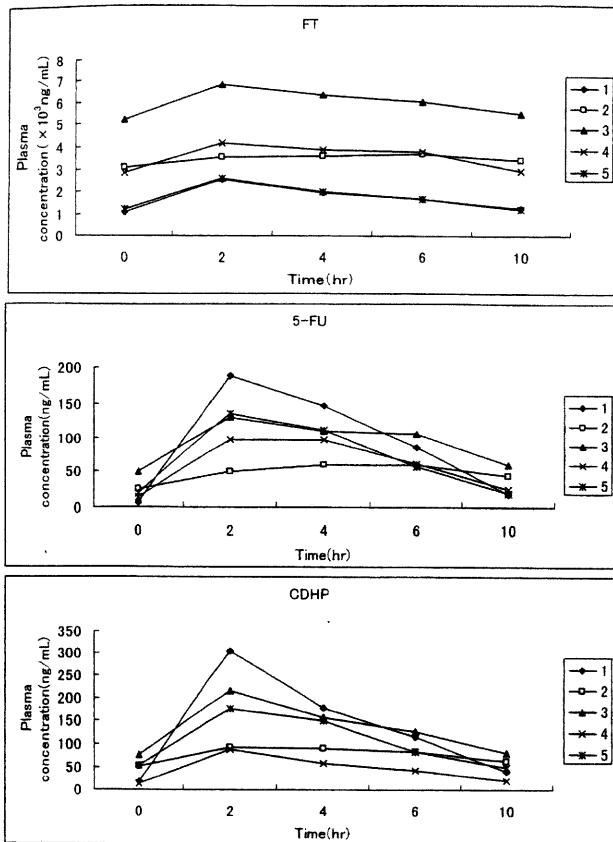 FT
8
7
6
5
4
3
2
1
0
Plasma
concentration(×10³ng/mL)
0 2 4 6 10
Time(hr)
1
2
3
4
5
5-FU
200
150
100
50
0
Plasma
concentration(ng/mL)
0 2 4 6 10
Time(hr)
1
2
3
4
5
CDHP
350
300
250
200
150
100
50
0
Plasma
concentration(ng/mL)
0 2 4 6 10
Time(hr)
1
2
3
4
5